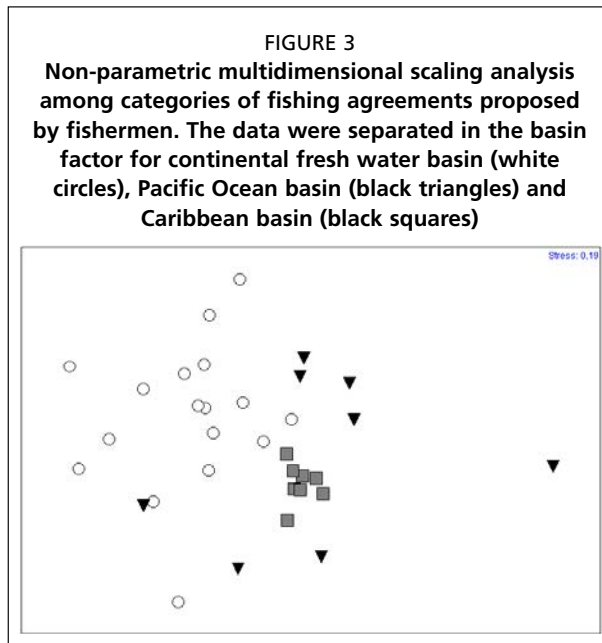 FIGURE 3
Non-parametric multidimensional scaling analysis
among categories of fishing agreements proposed
by fishermen. The data were separated in the basin
factor for continental fresh water basin (white
circles), Pacific Ocean basin (black triangles) and
Caribbean basin (black squares)
Stress: 0,19